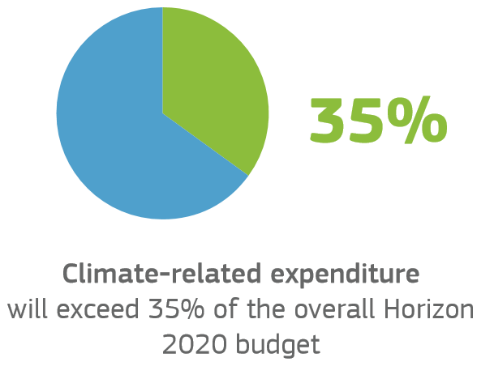 35%
Climate-related expenditure
will exceed 35% of the overall Horizon
2020 budget